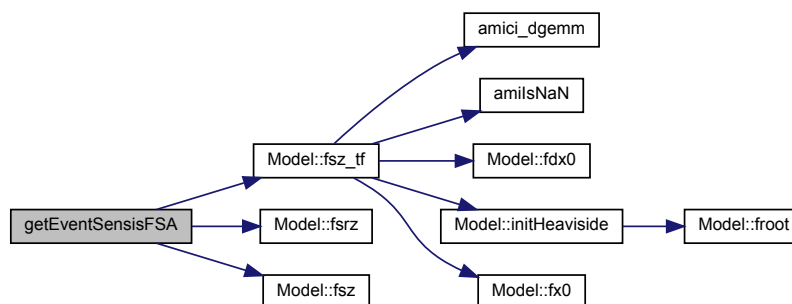 amici_dgemm
amiIsNaN
Model::fsz_tf
Model::fdx0
getEventSensisFSA
Model::fsrz
Model::initHeaviside
Model::froot
Model::fsz
Model::fx0